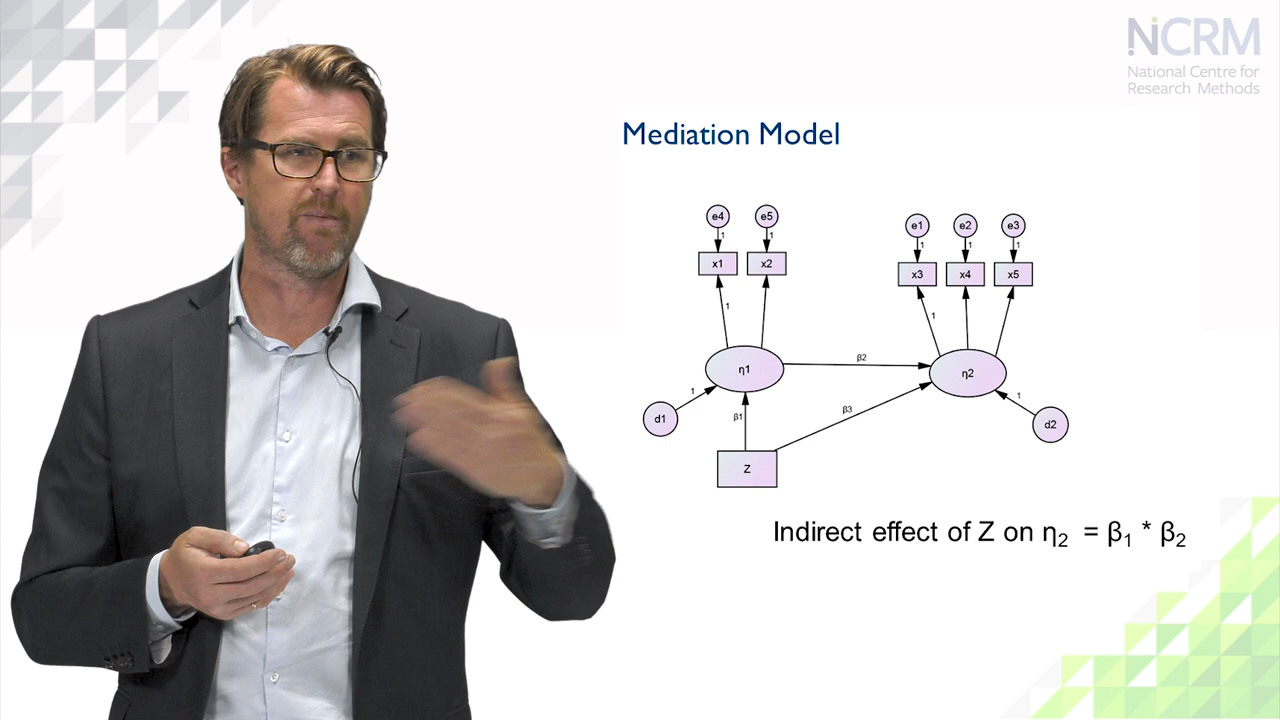 NCRM
National Centre for
Research Methods
Mediation Model
e4 e5 e1 e2 e3
1 1 1 1 1
x1 x2 x3 x4 x5
1 1
β2
η1 η2
1 β1 β3 1
d1 d2
Z
Indirect effect of Z on η₂ = β₁ * β₂